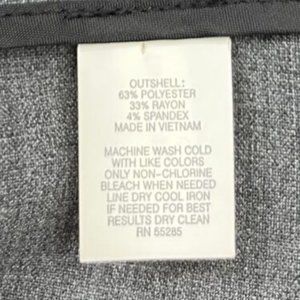 OUTSHELL:
63% POLYESTER
33% RAYON
4% SPANDEX
MADE IN VIETNAM
MACHINE WASH COLD
WITH LIKE COLORS
ONLY NON-CHLORINE
BLEACH WHEN NEEDED
LINE DRY COOL IRON
IF NEEDED FOR BEST
RESULTS DRY CLEAN
RN 55285